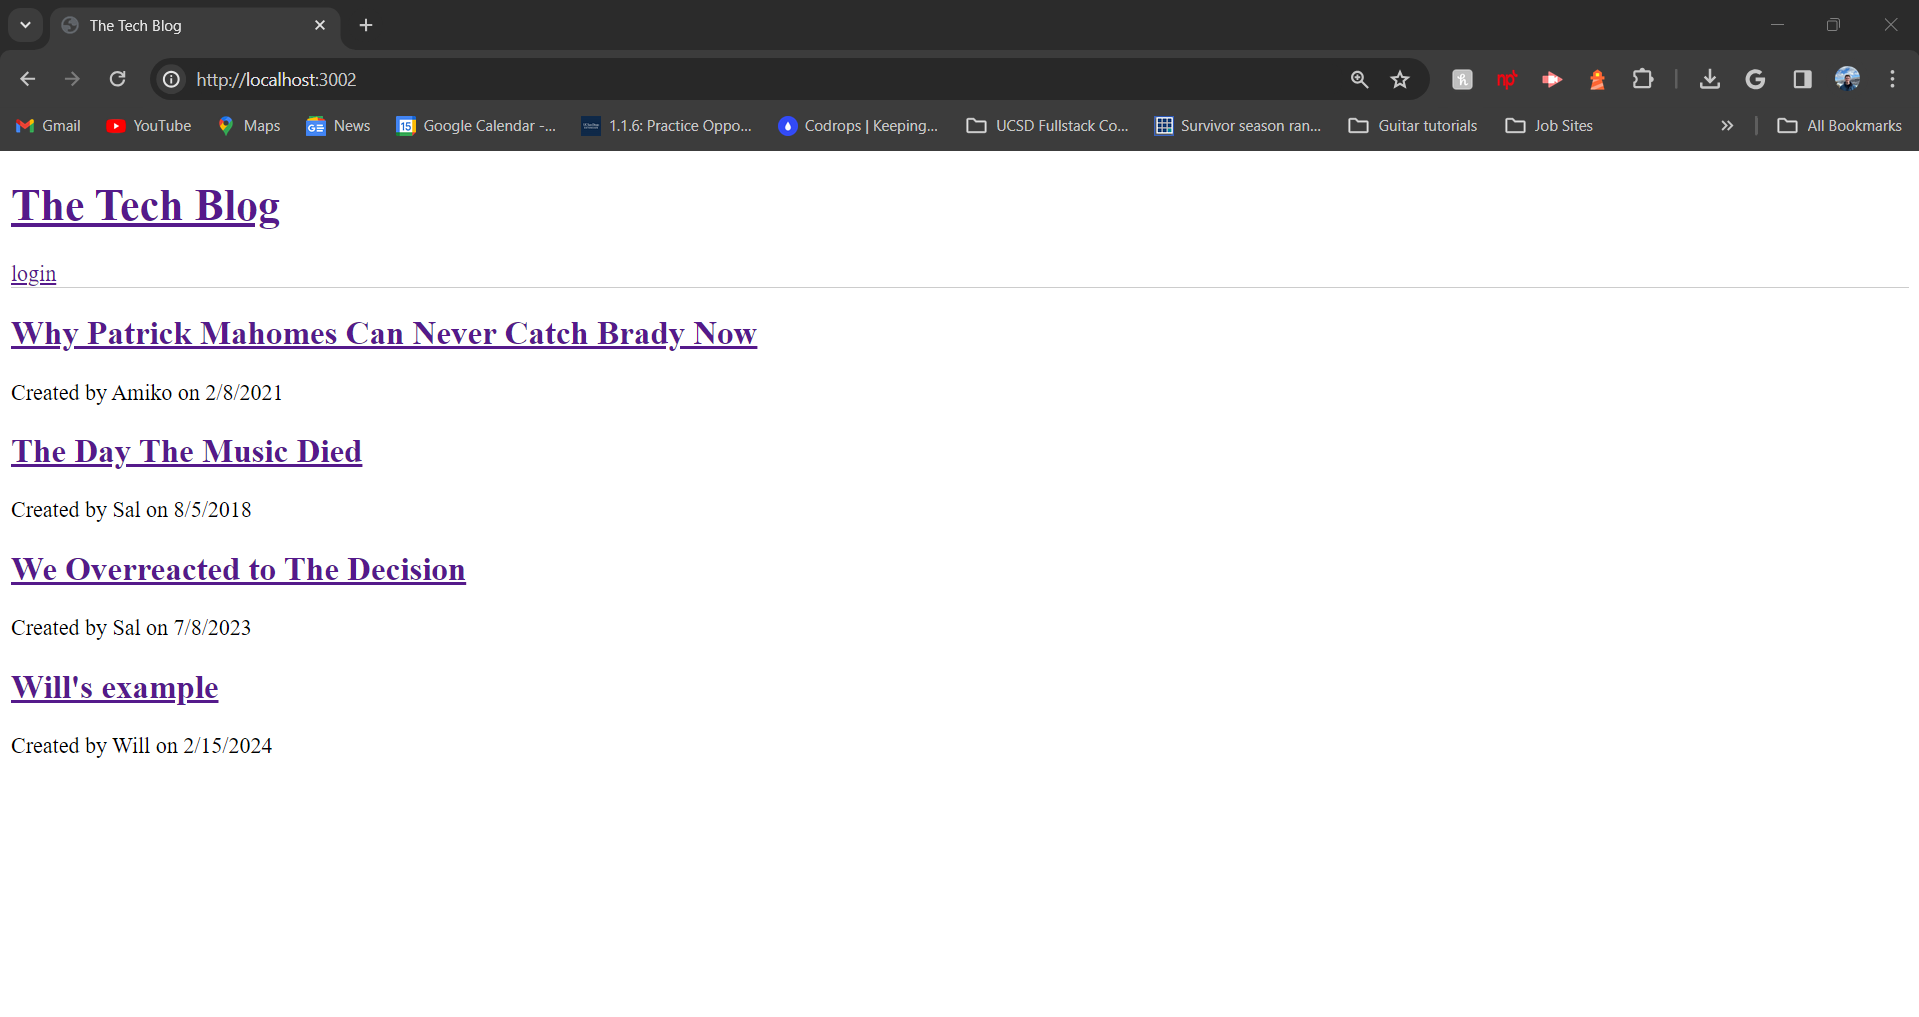 The Tech Blog
http://localhost:3002
Gmail YouTube Maps News Google Calendar -... 1.1.6: Practice Oppo... Codrops | Keeping... UCSD Fullstack Co... Survivor season ran... Guitar tutorials Job Sites » All Bookmarks
The Tech Blog
login
Why Patrick Mahomes Can Never Catch Brady Now
Created by Amiko on 2/8/2021
The Day The Music Died
Created by Sal on 8/5/2018
We Overreacted to The Decision
Created by Sal on 7/8/2023
Will's example
Created by Will on 2/15/2024